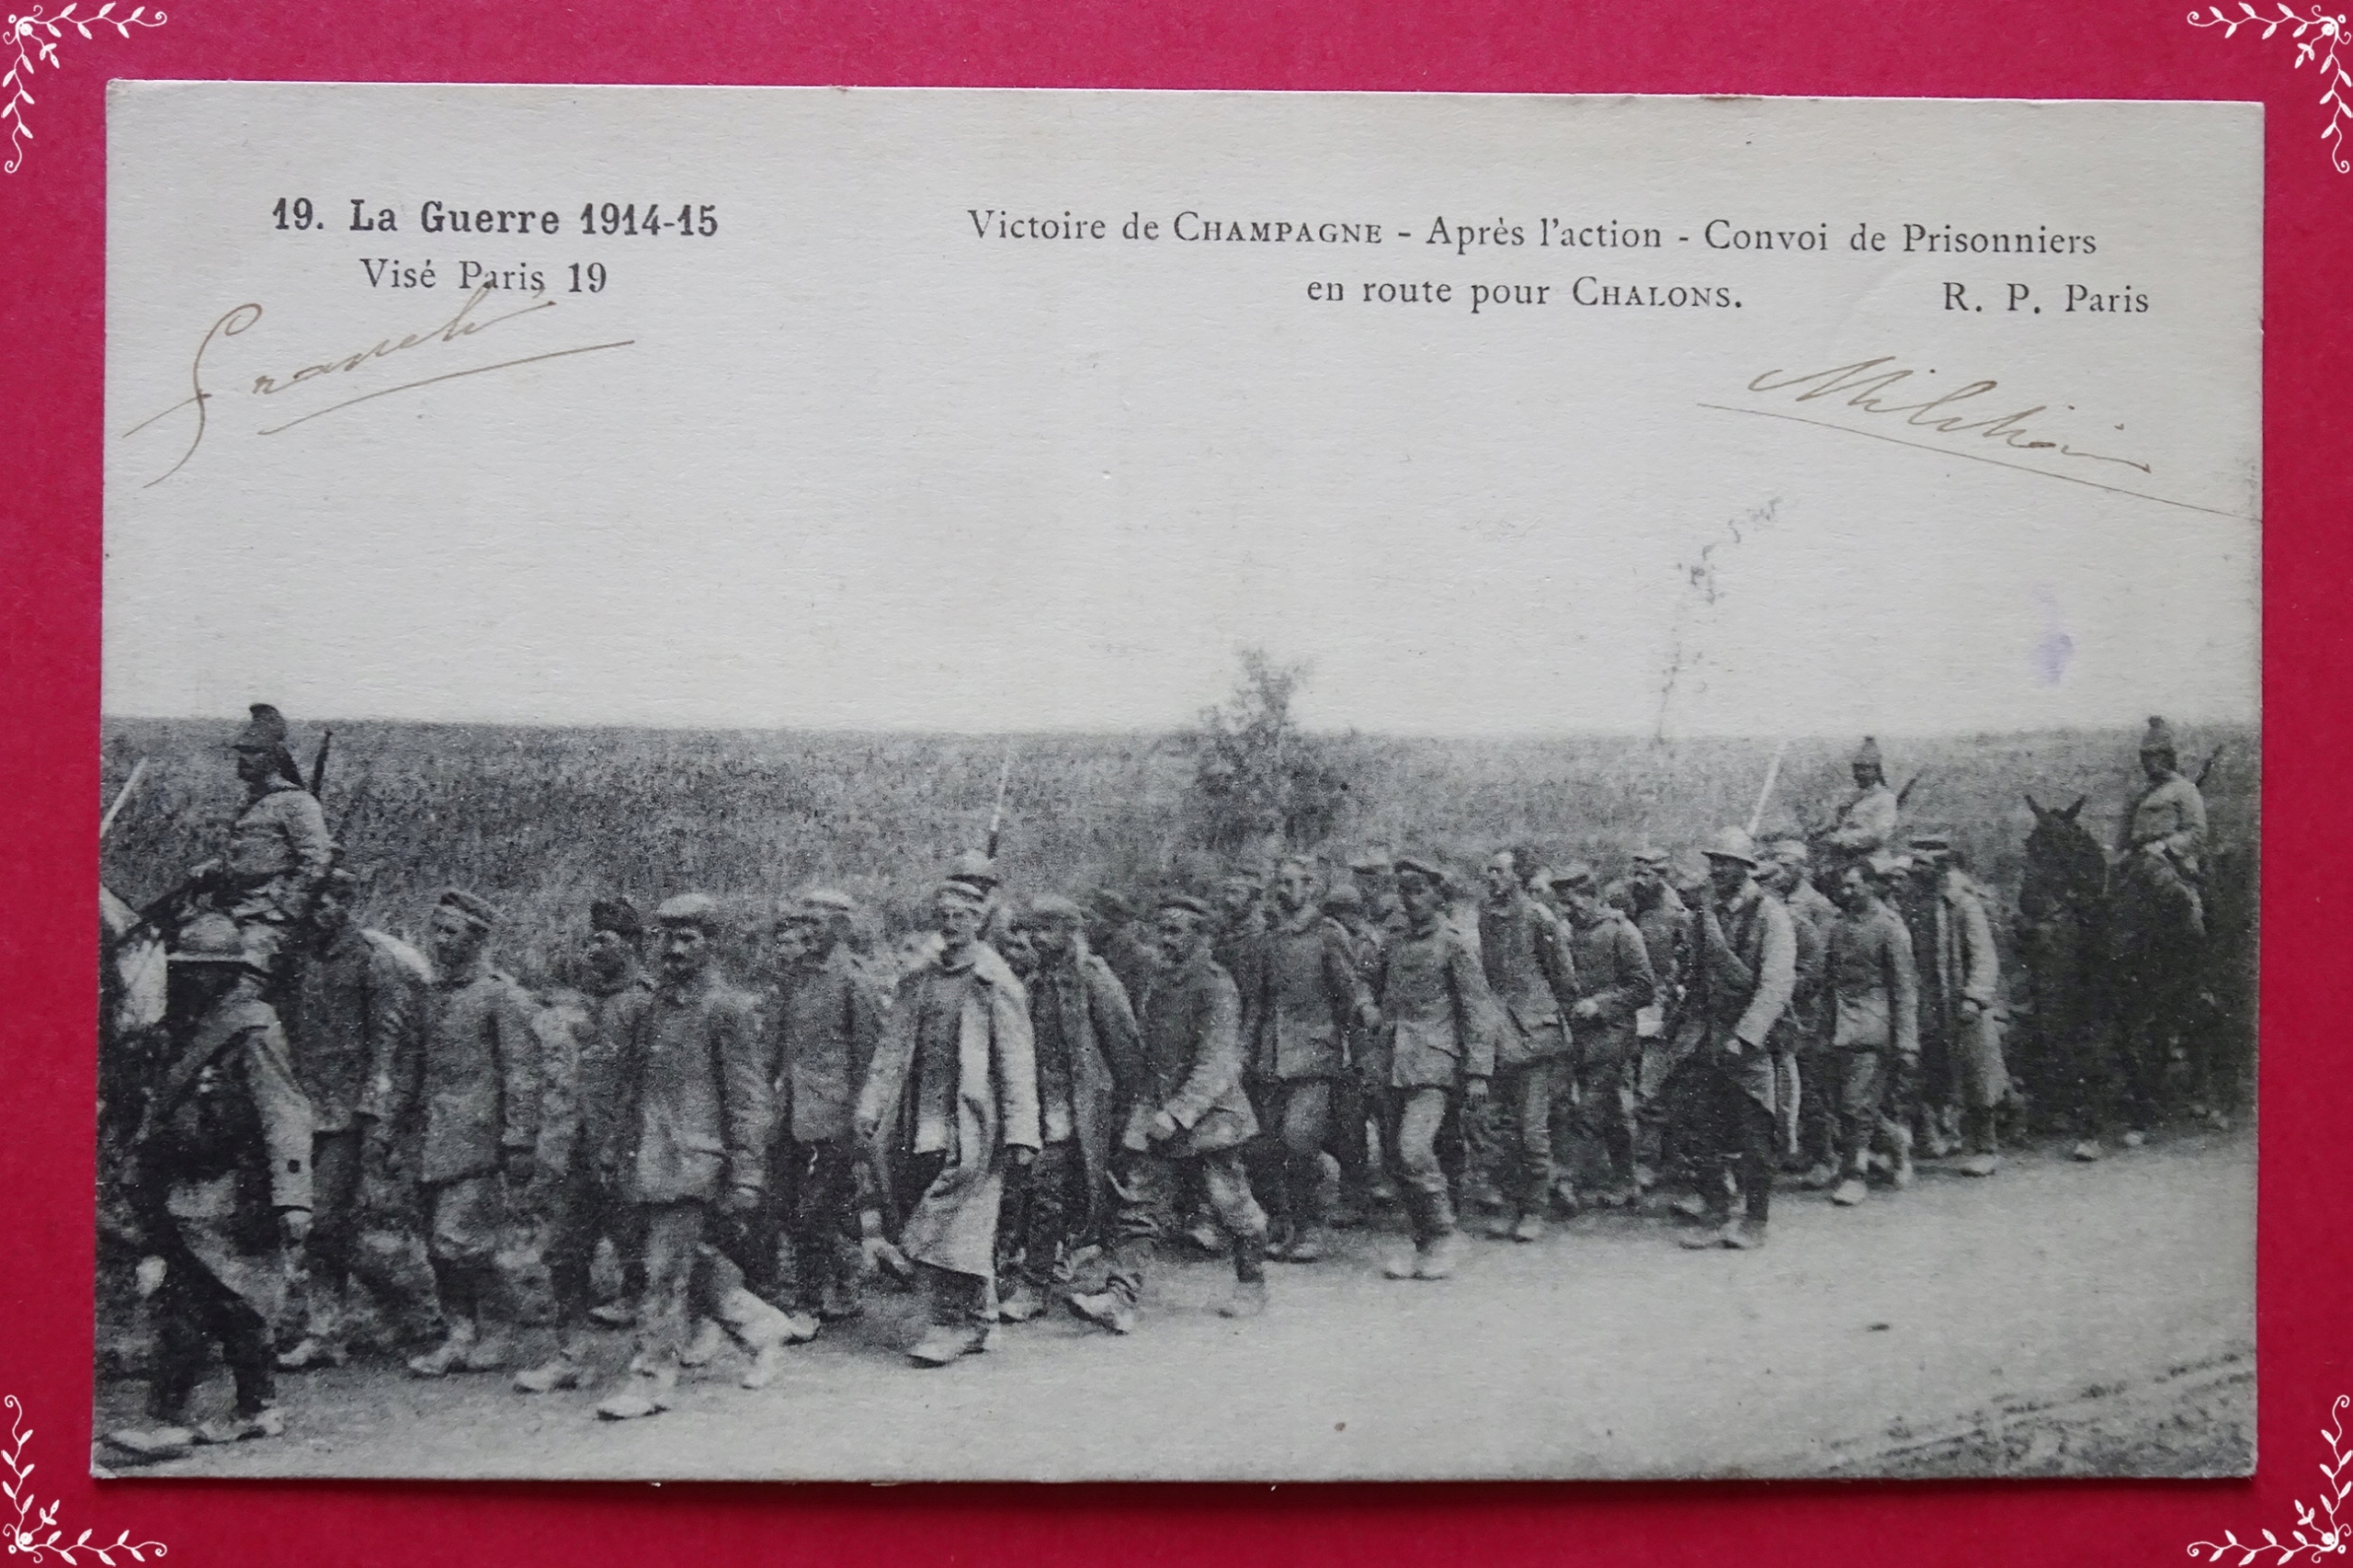 19. La Guerre 1914-15
Visé Paris 19
Victoire de CHAMPAGNE - Après l'action - Convoi de Prisonniers
en route pour CHALONS.
R. P. Paris